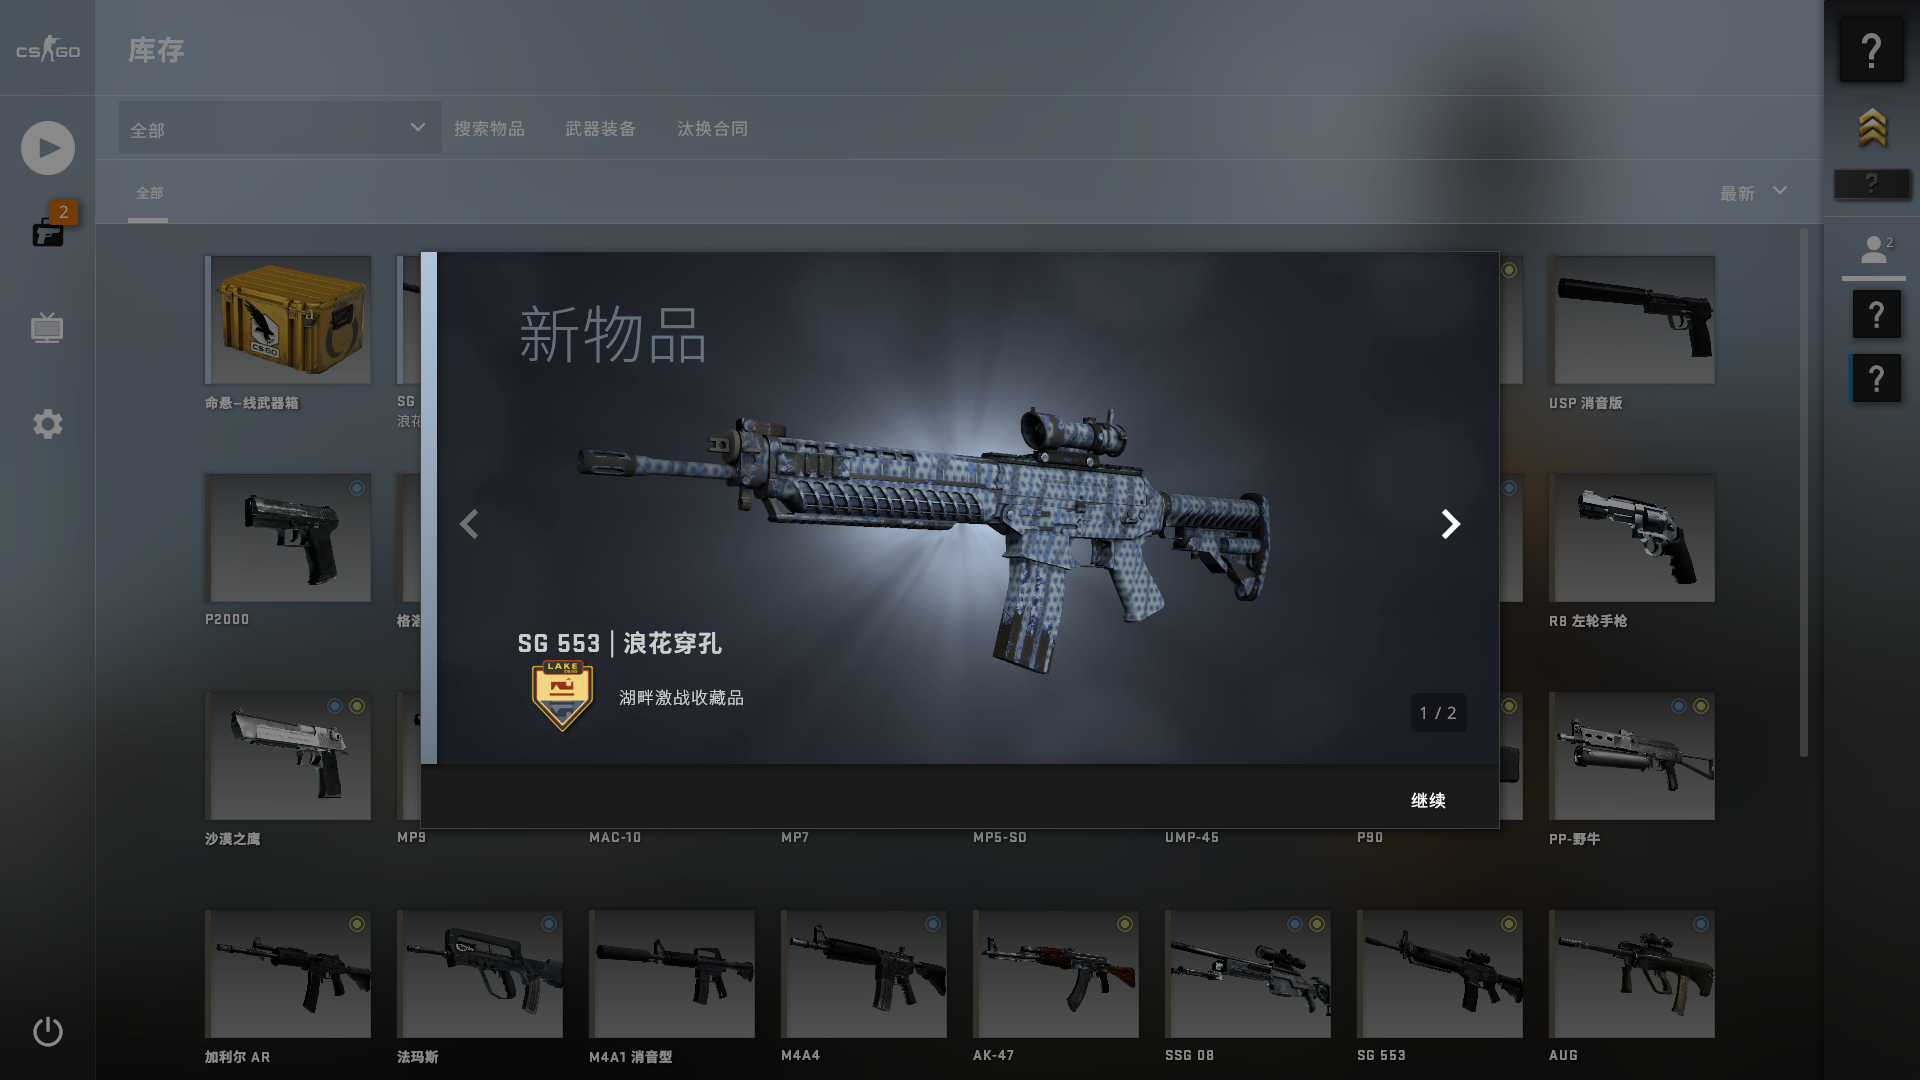 CS GO
库存
?
全部
搜索物品
武器装备
汰换合同
?
全部
最新
2
2
新物品
?
?
命悬一线武器箱
SG
浪花
USP 消音版
P2000
格洛
R8 左轮手枪
SG 553 | 浪花穿孔
LAKE
湖畔激战收藏品
1 / 2
继续
沙漠之鹰
MP9
MAC-10
MP7
MP5-SD
UMP-45
P90
PP-野牛
加利尔 AR
法玛斯
M4A1 消音型
M4A4
AK-47
SSG 08
SG 553
AUG